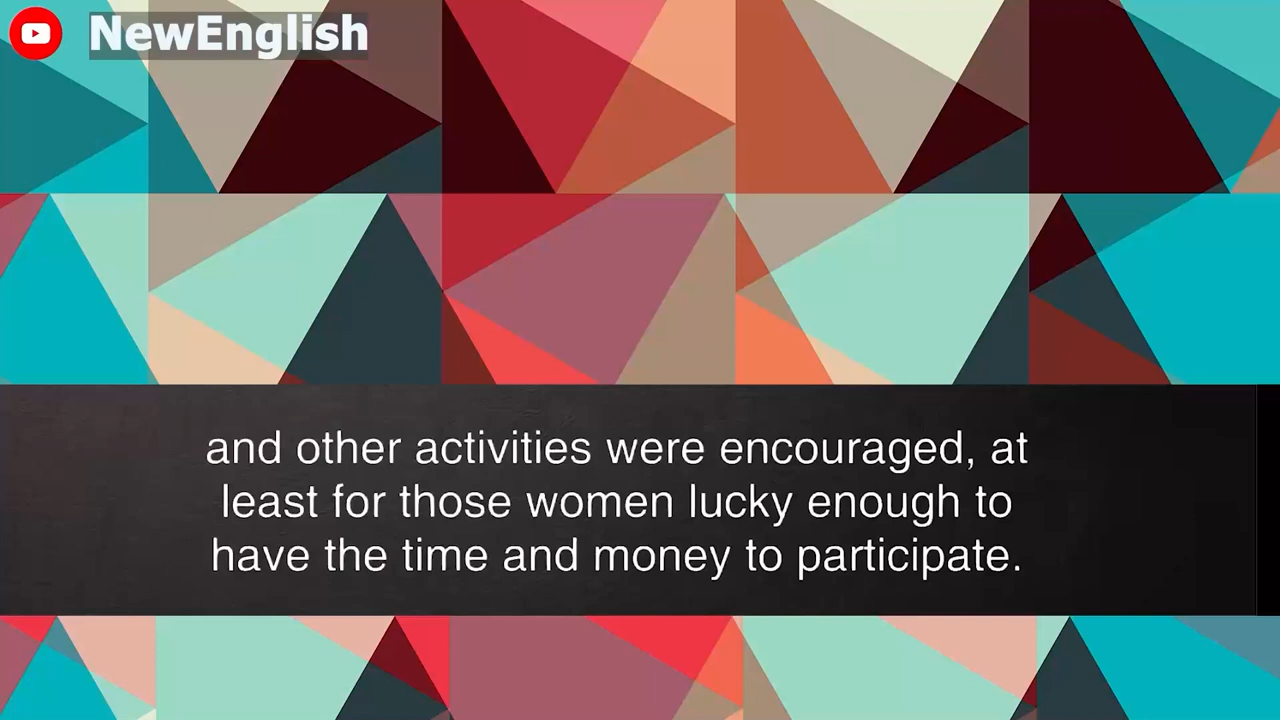 NewEnglish
and other activities were encouraged, at
least for those women lucky enough to
have the time and money to participate.